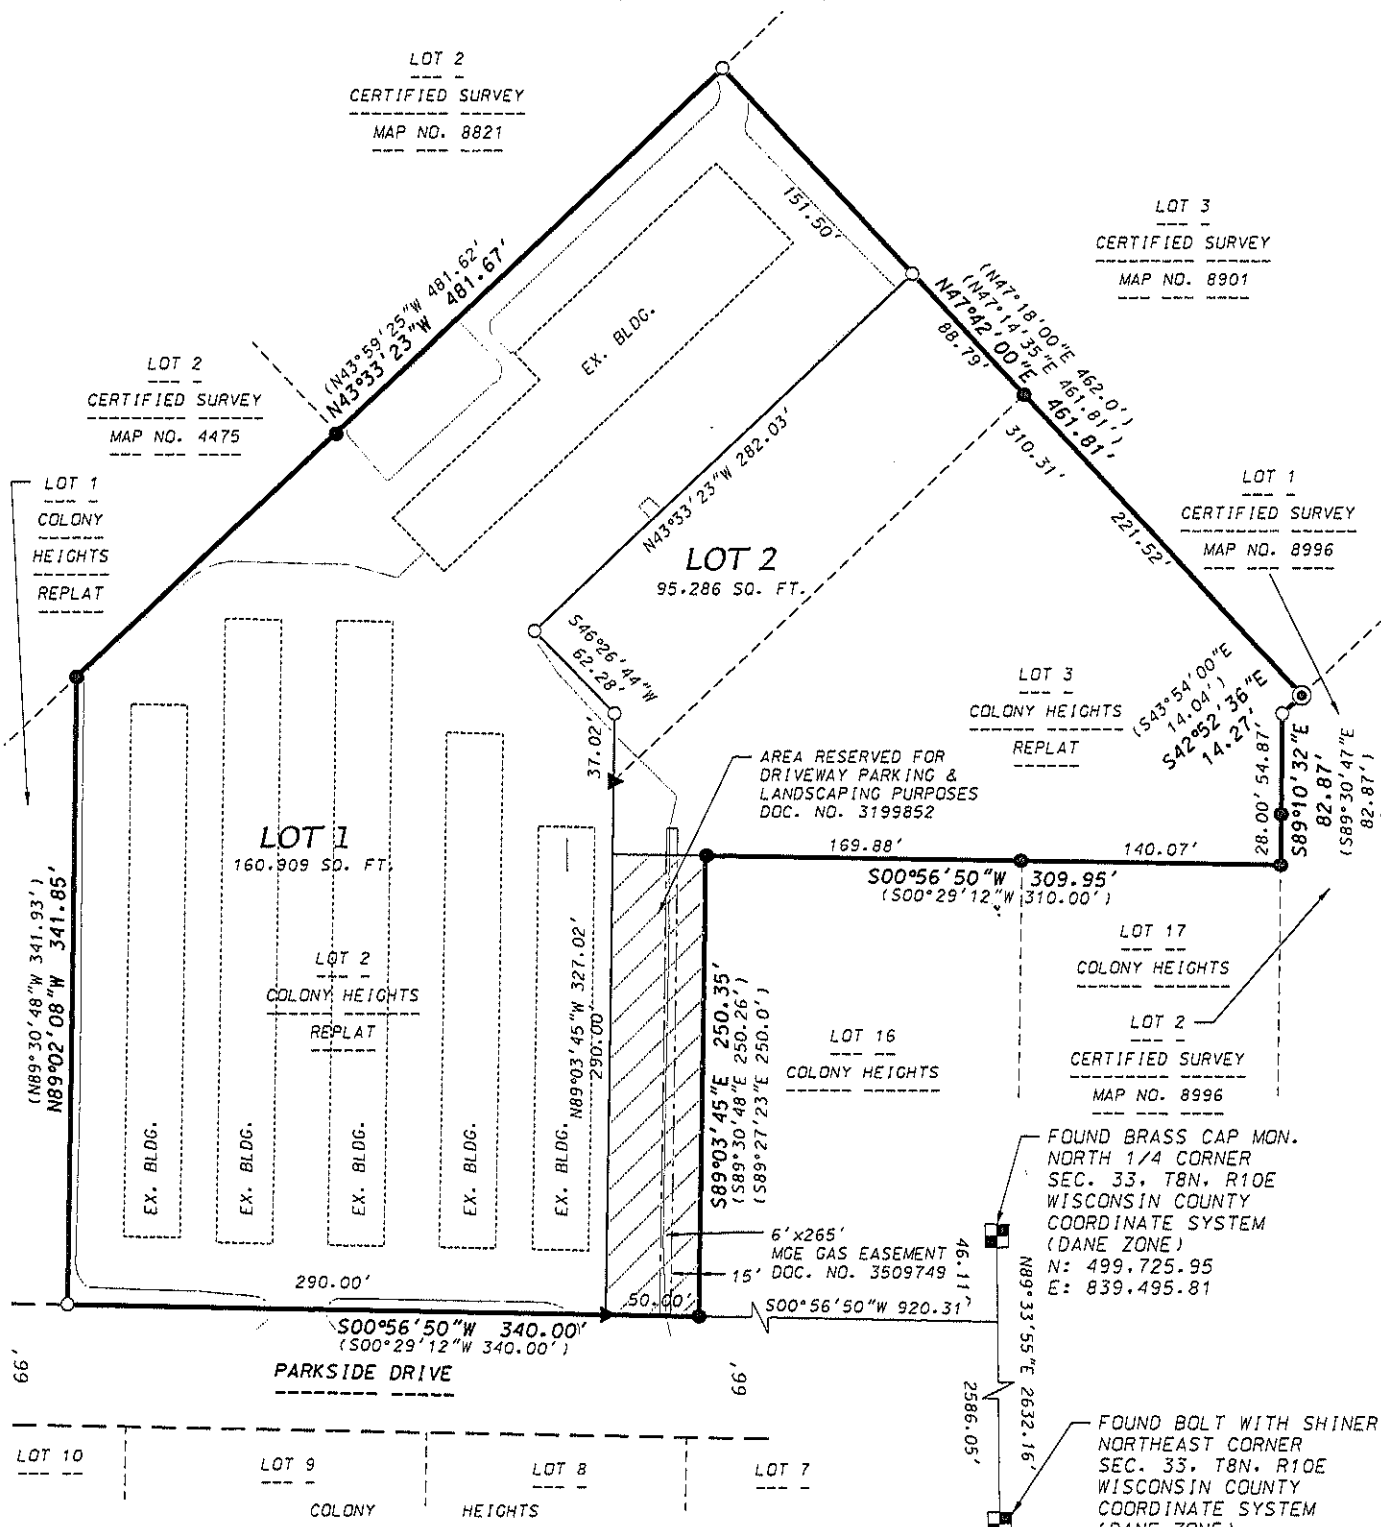 LOT 2
CERTIFIED SURVEY
MAP NO. 8821
LOT 3
CERTIFIED SURVEY
MAP NO. 8901
151.50'
(N43°59'25"W 481.62'
N43°33'23"W 481.67'
EX. BLDG.
(N47°18'00"E 462.0')
(N47°14'35"E 461.81')
N47°42'00"E 461.81'
88.79'
310.31'
221.52'
LOT 2
CERTIFIED SURVEY
MAP NO. 4475
LOT 1
COLONY
HEIGHTS
REPLAT
N43°33'23"W 282.03'
LOT 1
CERTIFIED SURVEY
MAP NO. 8996
LOT 2
95.286 SQ. FT.
S46°26'44"W
62.28'
37.02'
LOT 3
COLONY HEIGHTS
REPLAT
(S43°54'00"E
14.04')
S42°52'36"E
14.27'
AREA RESERVED FOR
DRIVEWAY PARKING &
LANDSCAPING PURPOSES
DOC. NO. 3199852
28.00' 54.87'
S89°10'32"E
82.87'
(S89°30'47"E
82.87')
LOT 1
160.909 SQ. FT.
169.88'
140.07'
S00°56'50"W 309.95'
(S00°29'12"W 310.00')
(N89°30'48"W 341.93')
N89°02'08"W 341.85'
LOT 2
COLONY HEIGHTS
REPLAT
N89°03'45"W 327.02'
290.00'
S89°03'45"E 250.35'
(S89°30'48"E 250.26')
(S89°27'23"E 250.0')
LOT 17
COLONY HEIGHTS
LOT 16
COLONY HEIGHTS
LOT 2
CERTIFIED SURVEY
MAP NO. 8996
EX. BLDG.
EX. BLDG.
EX. BLDG.
EX. BLDG.
EX. BLDG.
FOUND BRASS CAP MON.
NORTH 1/4 CORNER
SEC. 33, T8N, R10E
WISCONSIN COUNTY
COORDINATE SYSTEM
(DANE ZONE)
N: 499,725.95
E: 839,495.81
6'x265'
MGE GAS EASEMENT
DOC. NO. 3509749
15'
46.11'
290.00'
50.00'
S00°56'50"W 920.31'
S00°56'50"W 340.00'
(S00°29'12"W 340.00')
PARKSIDE DRIVE
66'
66'
N89°33'55"E 2632.16'
2586.05'
FOUND BOLT WITH SHINER
NORTHEAST CORNER
SEC. 33, T8N, R10E
WISCONSIN COUNTY
COORDINATE SYSTEM
(DANE ZONE)
LOT 10
LOT 9
LOT 8
LOT 7
COLONY HEIGHTS